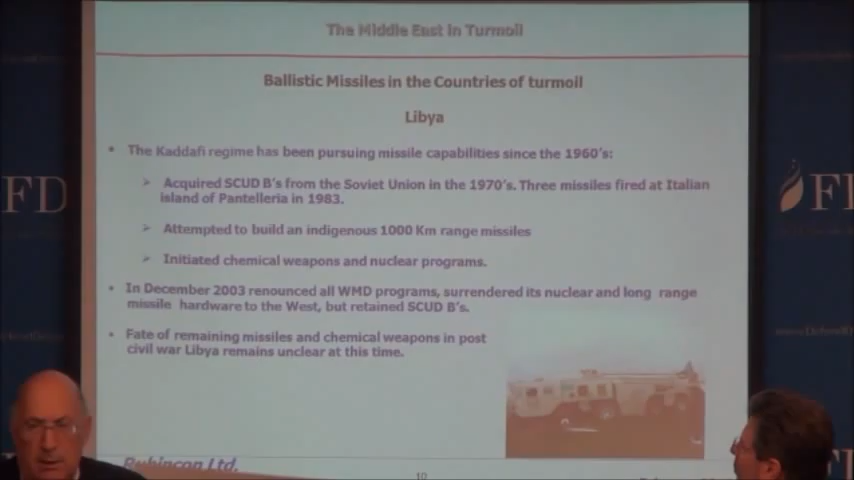 The Middle East in Turmoil
Ballistic Missiles in the Countries of turmoil
Libya
• The Kaddafi regime has been pursuing missile capabilities since the 1960's:
➢ Acquired SCUD B's from the Soviet Union in the 1970's. Three missiles fired at Italian
island of Pantelleria in 1983.
➢ Attempted to build an indigenous 1000 Km range missiles
➢ Initiated chemical weapons and nuclear programs.
• In December 2003 renounced all WMD programs, surrendered its nuclear and long range
missile hardware to the West, but retained SCUD B's.
• Fate of remaining missiles and chemical weapons in post
civil war Libya remains unclear at this time.
Rubincon Ltd.
10
FD
FD